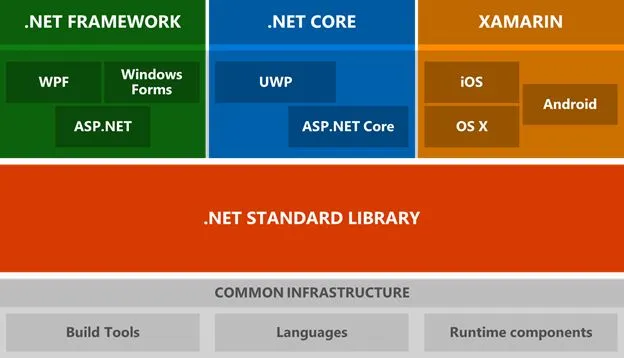 .NET FRAMEWORK
.NET CORE
XAMARIN
WPF
Windows
Forms
ASP.NET
UWP
ASP.NET Core
iOS
Android
OS X
.NET STANDARD LIBRARY
COMMON INFRASTRUCTURE
Build Tools
Languages
Runtime components